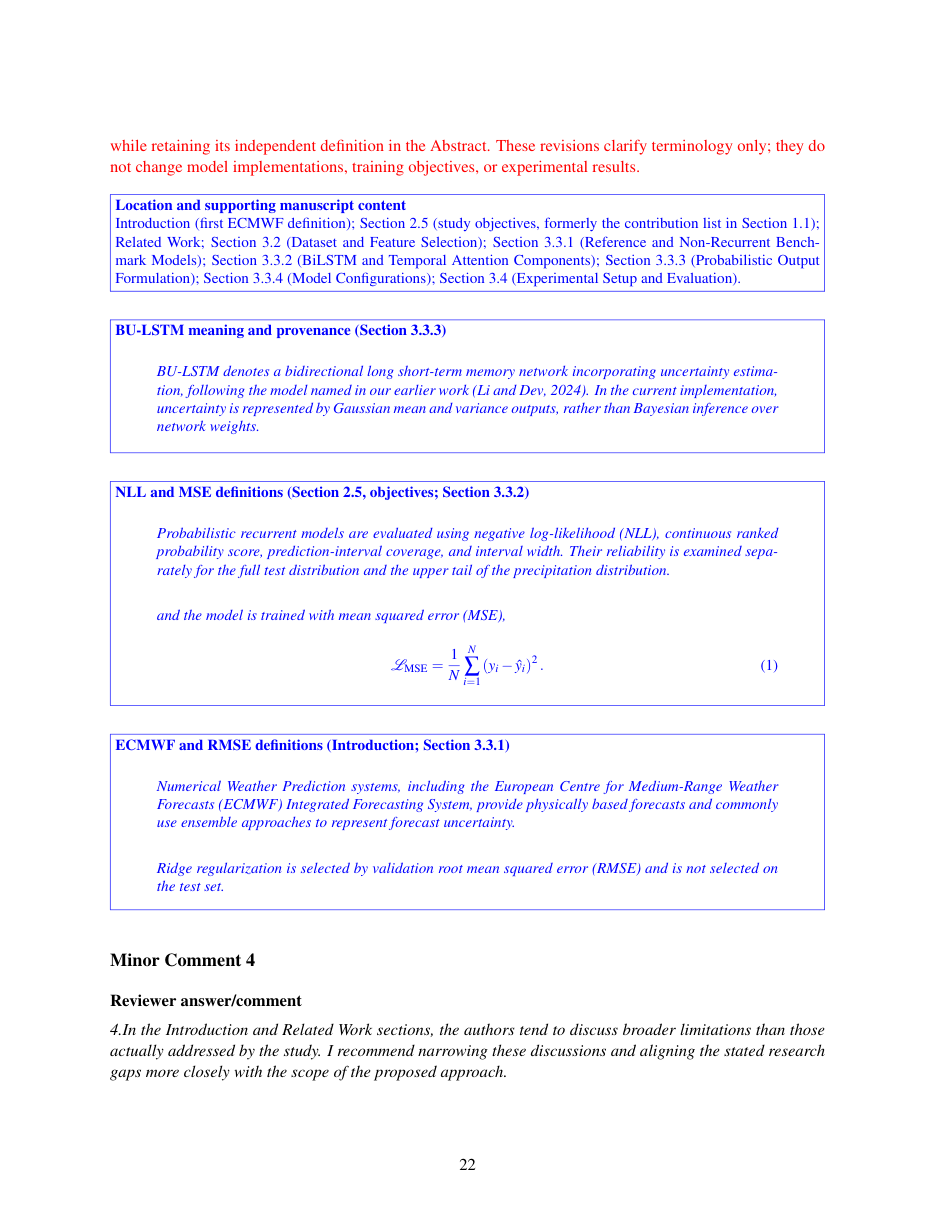 while retaining its independent definition in the Abstract. These revisions clarify terminology only; they do
not change model implementations, training objectives, or experimental results.
Location and supporting manuscript content
Introduction (first ECMWF definition); Section 2.5 (study objectives, formerly the contribution list in Section 1.1);
Related Work; Section 3.2 (Dataset and Feature Selection); Section 3.3.1 (Reference and Non-Recurrent Bench-
mark Models); Section 3.3.2 (BiLSTM and Temporal Attention Components); Section 3.3.3 (Probabilistic Output
Formulation); Section 3.3.4 (Model Configurations); Section 3.4 (Experimental Setup and Evaluation).
BU-LSTM meaning and provenance (Section 3.3.3)
BU-LSTM denotes a bidirectional long short-term memory network incorporating uncertainty estima-
tion, following the model named in our earlier work (Li and Dev, 2024). In the current implementation,
uncertainty is represented by Gaussian mean and variance outputs, rather than Bayesian inference over
network weights.
NLL and MSE definitions (Section 2.5, objectives; Section 3.3.2)
Probabilistic recurrent models are evaluated using negative log-likelihood (NLL), continuous ranked
probability score, prediction-interval coverage, and interval width. Their reliability is examined sepa-
rately for the full test distribution and the upper tail of the precipitation distribution.
and the model is trained with mean squared error (MSE),
ℒ_MSE = 1/N ∑_{i=1}^{N} (y_i − ŷ_i)^2. (1)
ECMWF and RMSE definitions (Introduction; Section 3.3.1)
Numerical Weather Prediction systems, including the European Centre for Medium-Range Weather
Forecasts (ECMWF) Integrated Forecasting System, provide physically based forecasts and commonly
use ensemble approaches to represent forecast uncertainty.
Ridge regularization is selected by validation root mean squared error (RMSE) and is not selected on
the test set.
Minor Comment 4
Reviewer answer/comment
4.In the Introduction and Related Work sections, the authors tend to discuss broader limitations than those
actually addressed by the study. I recommend narrowing these discussions and aligning the stated research
gaps more closely with the scope of the proposed approach.
22